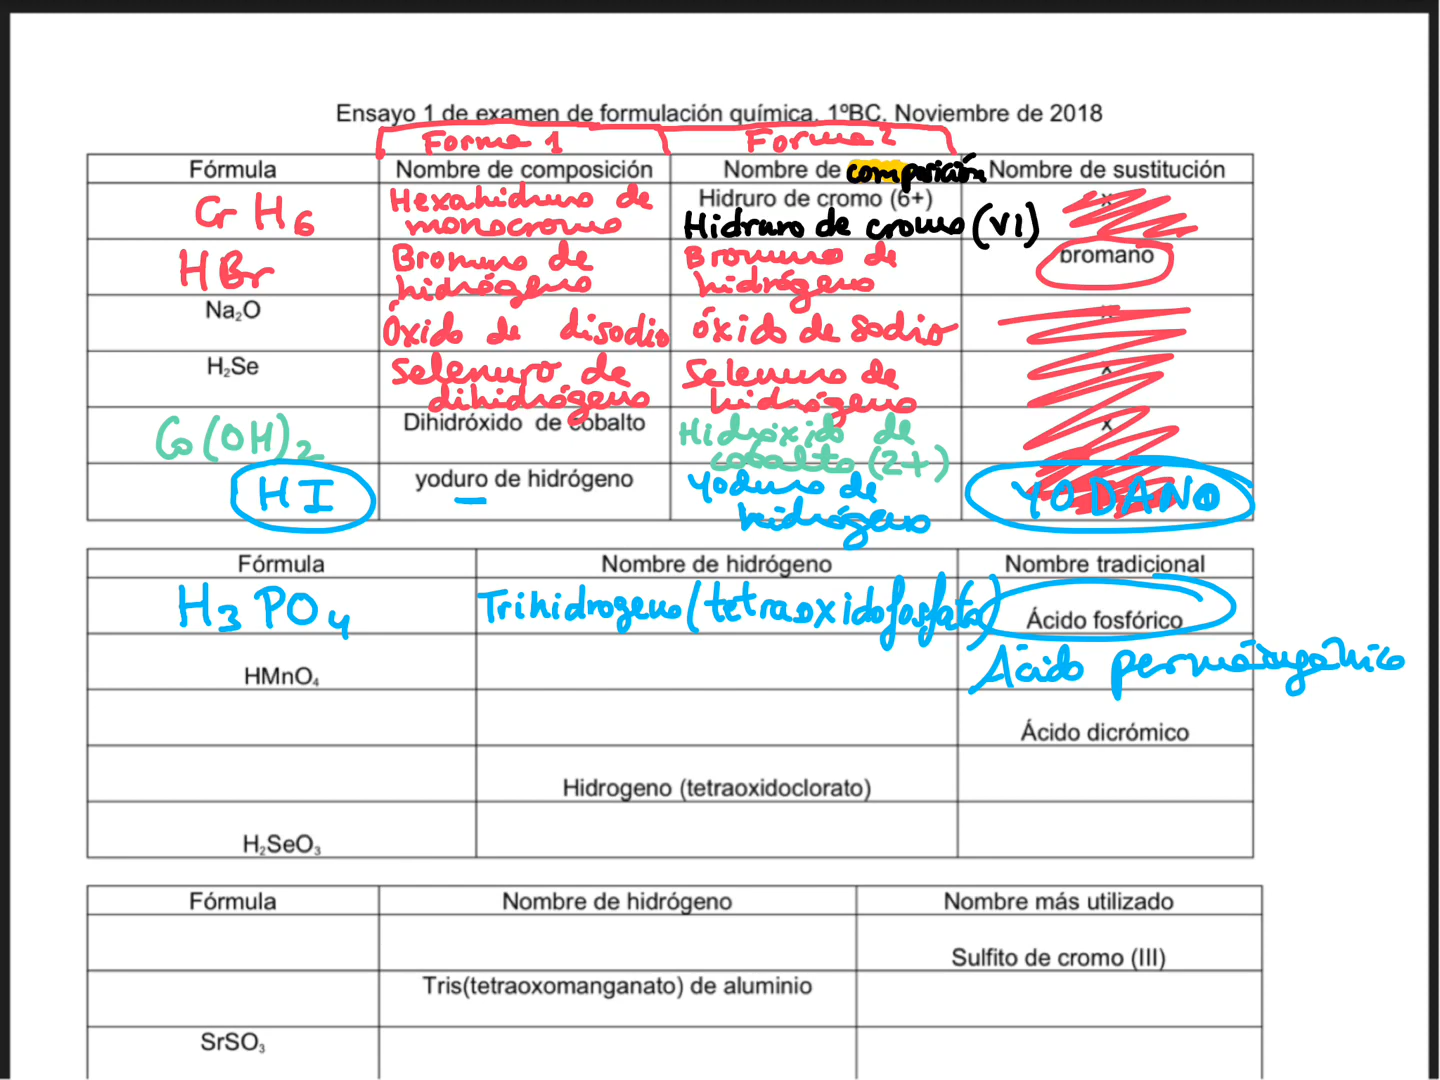 Ensayo 1 de examen de formulación química. 1ºBC. Noviembre de 2018
Forma 1 Forma 2
Fórmula Nombre de composición Nombre de composición Nombre de sustitución
CrH6 Hexahidruro de monocromo Hidruro de cromo (6+) x
Hidruro de cromo (VI)
HBr Bromuro de hidrógeno Bromuro de hidrógeno bromano
Na₂O Óxido de disodio óxido de sodio x
H₂Se Selenuro de dihidrógeno Selenuro de hidrógeno x
Co(OH)2 Dihidróxido de cobalto Hidróxido de cobalto (2+) x
HI yoduro de hidrógeno Yoduro de hidrógeno YODANO
Fórmula Nombre de hidrógeno Nombre tradicional
H3PO4 Trihidrogeno(tetraoxidofosfato) Ácido fosfórico
HMnO₄ Ácido permangánico
Ácido dicrómico
Hidrogeno (tetraoxidoclorato)
H₂SeO₃
Fórmula Nombre de hidrógeno Nombre más utilizado
Sulfito de cromo (III)
Tris(tetraoxomanganato) de aluminio
SrSO₃